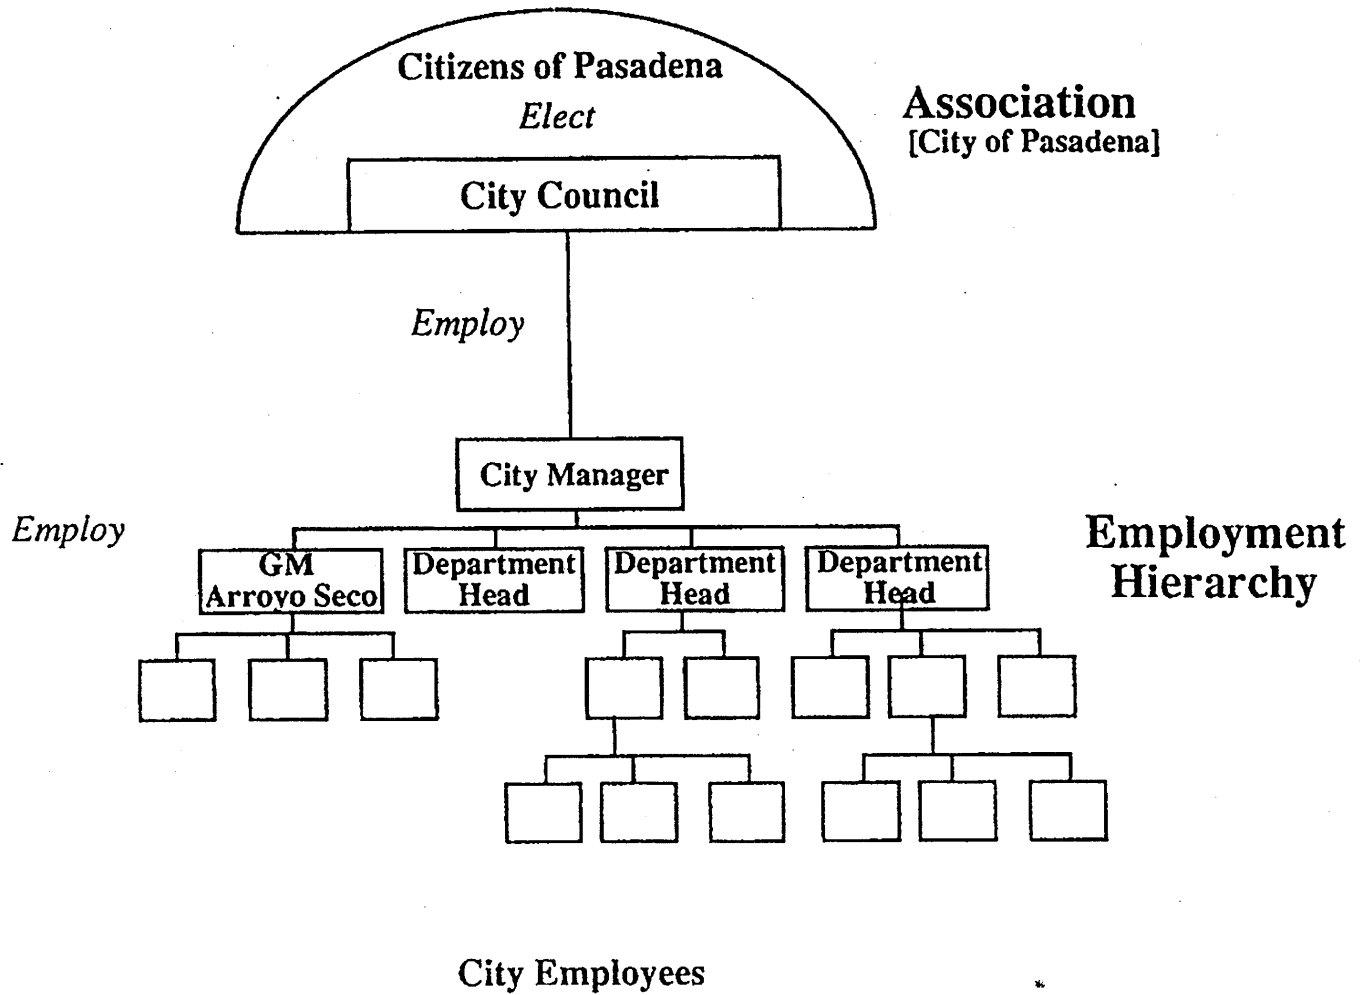 Citizens of Pasadena
Elect
City Council
Association
[City of Pasadena]
Employ
City Manager
Employ
Employment
Hierarchy
GM
Arroyo Seco
Department
Head
Department
Head
Department
Head
City Employees